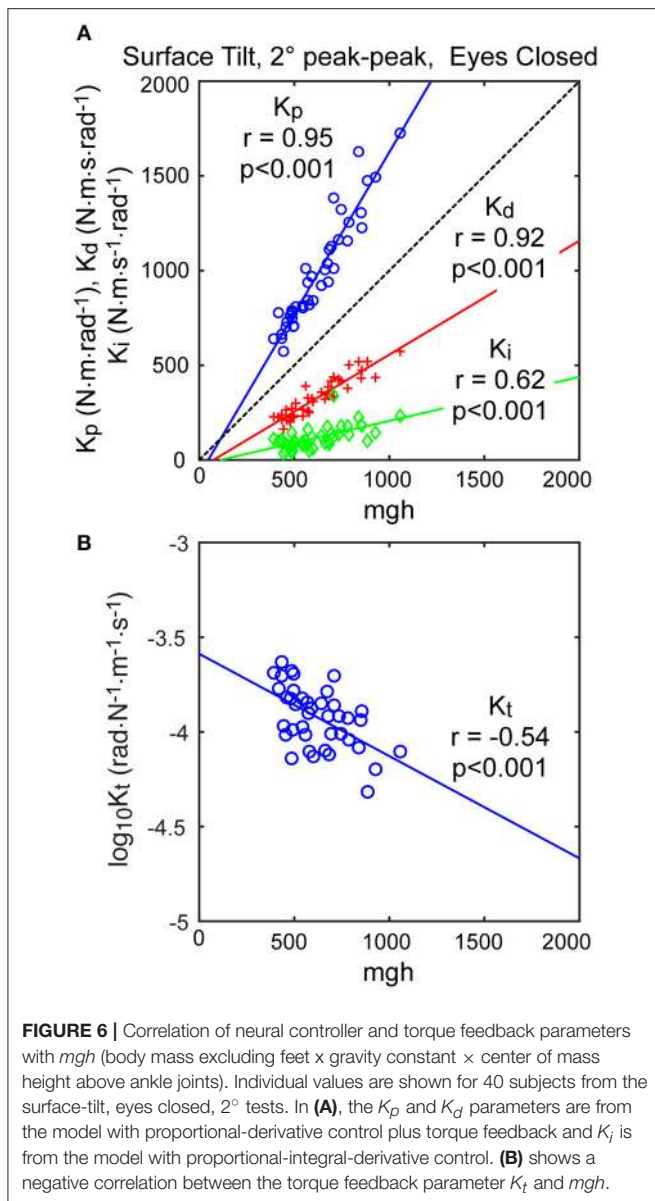 A
Surface Tilt, 2° peak-peak, Eyes Closed
Kp (N·m·rad-1), Kd (N·m·s·rad-1)
Ki (N·m·s-1·rad-1)
2000
1500
1000
500
0
Kp
r = 0.95
p<0.001
Kd
r = 0.92
p<0.001
Ki
r = 0.62
p<0.001
0 500 1000 1500 2000
mgh
B
log10Kt (rad·N-1·m-1·s-1)
-3
-3.5
-4
-4.5
-5
Kt
r = -0.54
p<0.001
0 500 1000 1500 2000
mgh
FIGURE 6 | Correlation of neural controller and torque feedback parameters
with mgh (body mass excluding feet x gravity constant × center of mass
height above ankle joints). Individual values are shown for 40 subjects from the
surface-tilt, eyes closed, 2° tests. In (A), the Kp and Kd parameters are from
the model with proportional-derivative control plus torque feedback and Ki is
from the model with proportional-integral-derivative control. (B) shows a
negative correlation between the torque feedback parameter Kt and mgh.